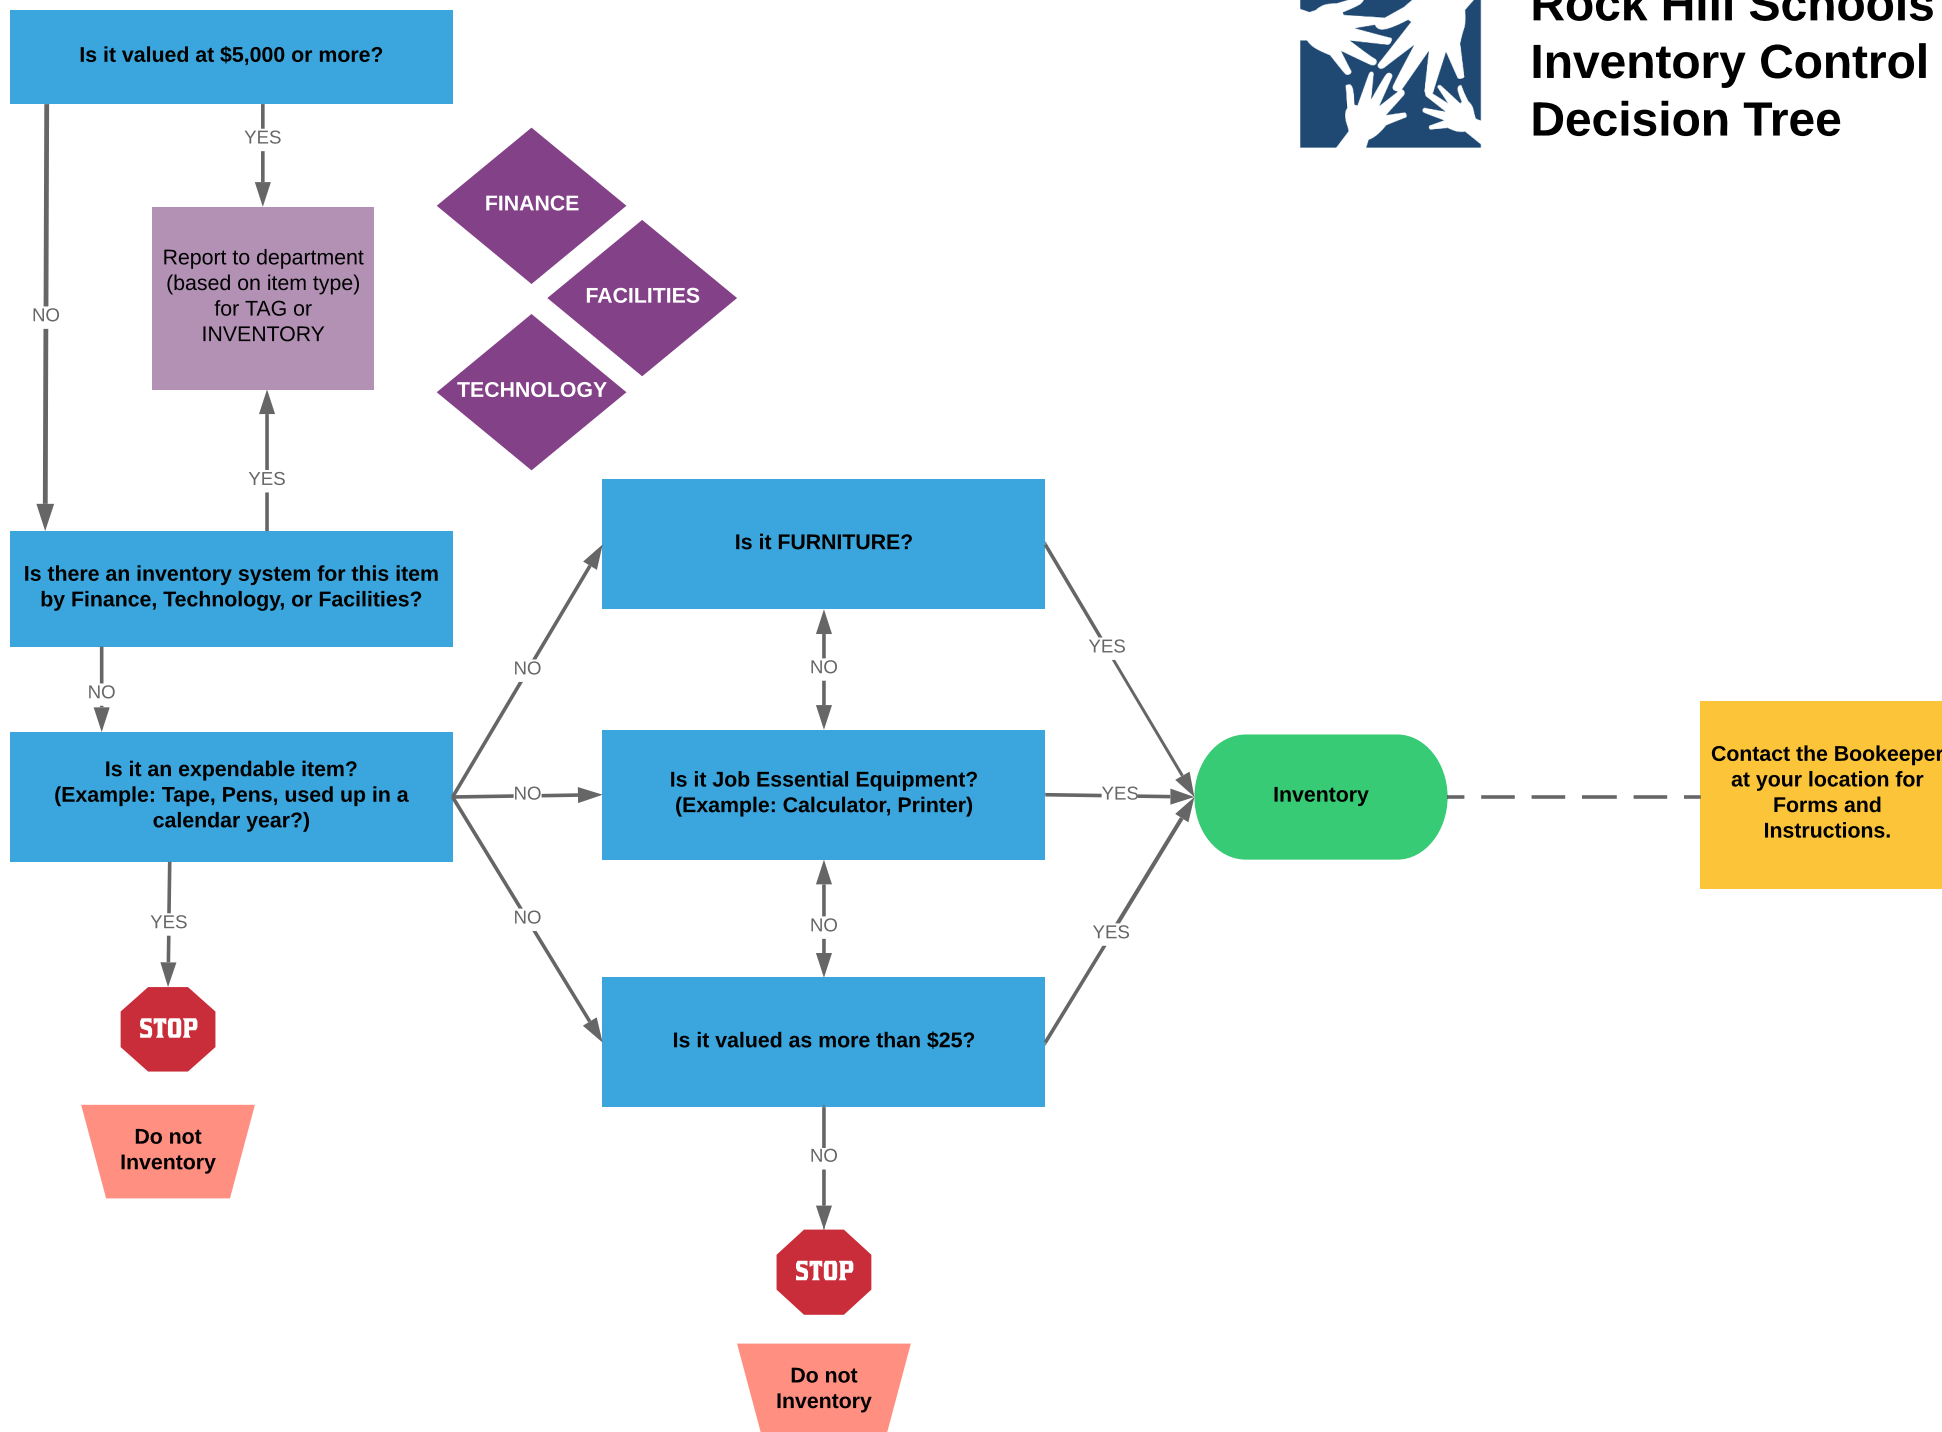 Rock Hill Schools
Inventory Control
Decision Tree
Is it valued at $5,000 or more?
YES
NO
Report to department
(based on item type)
for TAG or
INVENTORY
FINANCE
FACILITIES
TECHNOLOGY
YES
Is there an inventory system for this item
by Finance, Technology, or Facilities?
NO
Is it an expendable item?
(Example: Tape, Pens, used up in a
calendar year?)
YES
STOP
Do not
Inventory
NO
NO
NO
Is it FURNITURE?
NO
Is it Job Essential Equipment?
(Example: Calculator, Printer)
NO
Is it valued as more than $25?
NO
STOP
Do not
Inventory
YES
YES
YES
Inventory
Contact the Bookeeper
at your location for
Forms and
Instructions.